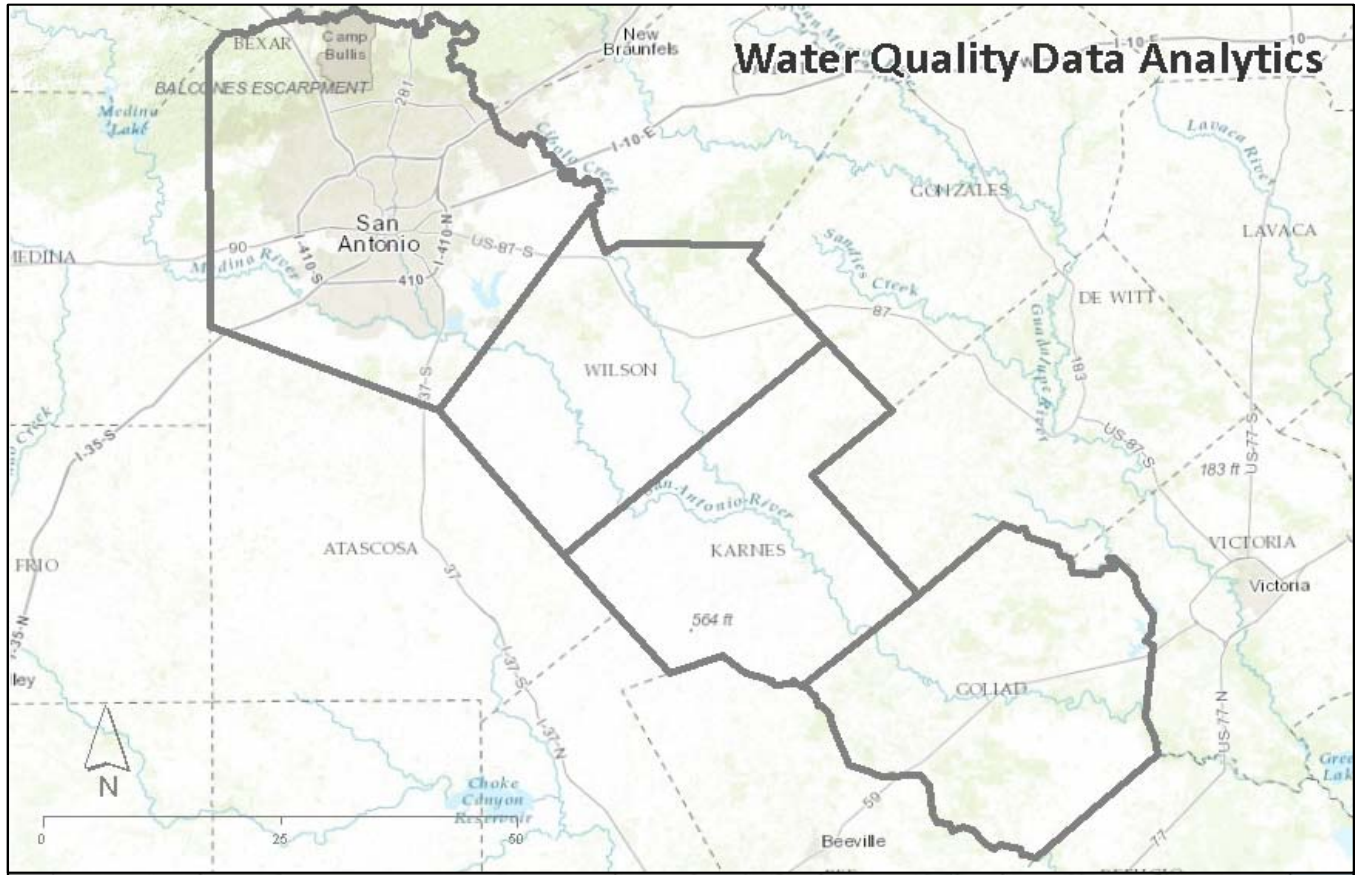 Water Quality Data Analytics
BEXAR
Camp
Bullis
New
Braunfels
I-10-E
10
BALCONES ESCARPMENT
281
Medina
Lake
Cibolo Creek
I-10-E
Lavaca River
GONZALES
San
Antonio
I-410-N
US-87-S
LAVACA
MEDINA
90
I-410-S
Medina River
410
Sandies Creek
DE WITT
87
Guadalupe River
183
37-S
WILSON
I-35-S
US-87-S
US-77-S
183 ft
San-Antonio-River
ATASCOSA
KARNES
VICTORIA
FRIO
37
Victoria
564 ft
I-35-N
ley
I-37-S
GOLIAD
US-77-N
I-37-N
N
Choke
Canyon
Reservoir
59
77
Beeville
0
25
50